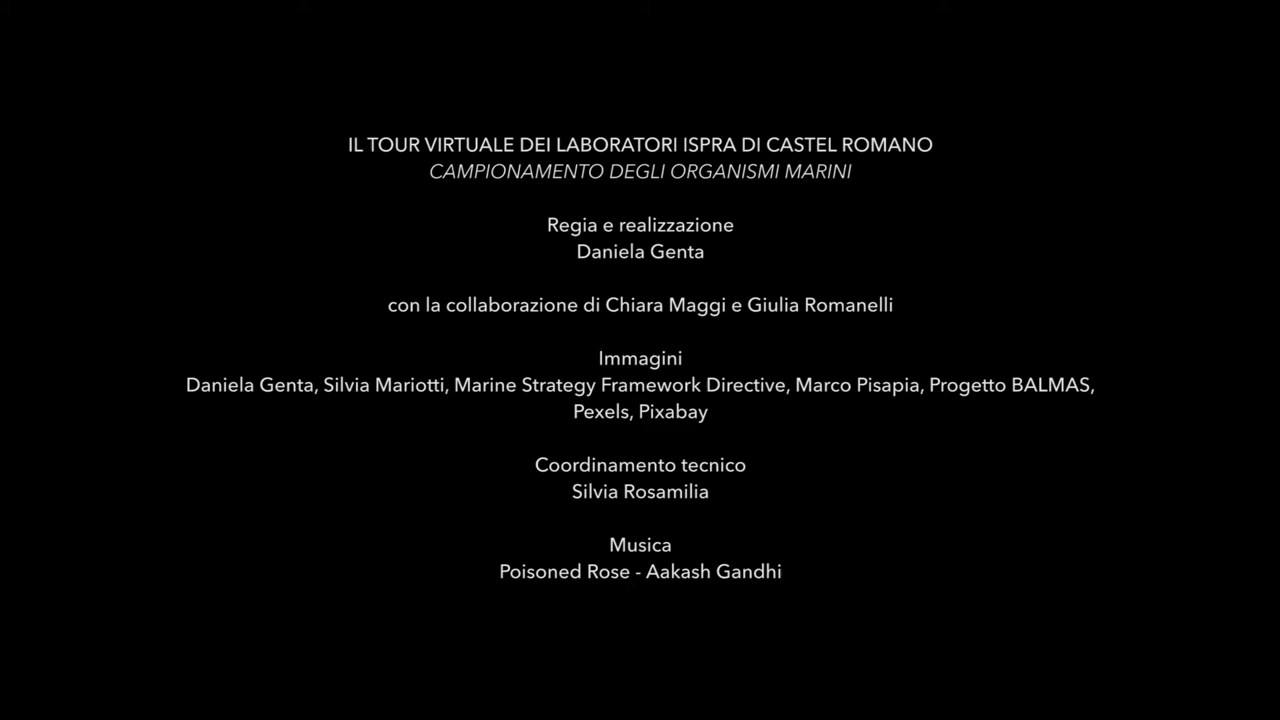 IL TOUR VIRTUALE DEI LABORATORI ISPRA DI CASTEL ROMANO
CAMPIONAMENTO DEGLI ORGANISMI MARINI
Regia e realizzazione
Daniela Genta
con la collaborazione di Chiara Maggi e Giulia Romanelli
Immagini
Daniela Genta, Silvia Mariotti, Marine Strategy Framework Directive, Marco Pisapia, Progetto BALMAS,
Pexels, Pixabay
Coordinamento tecnico
Silvia Rosamilia
Musica
Poisoned Rose - Aakash Gandhi